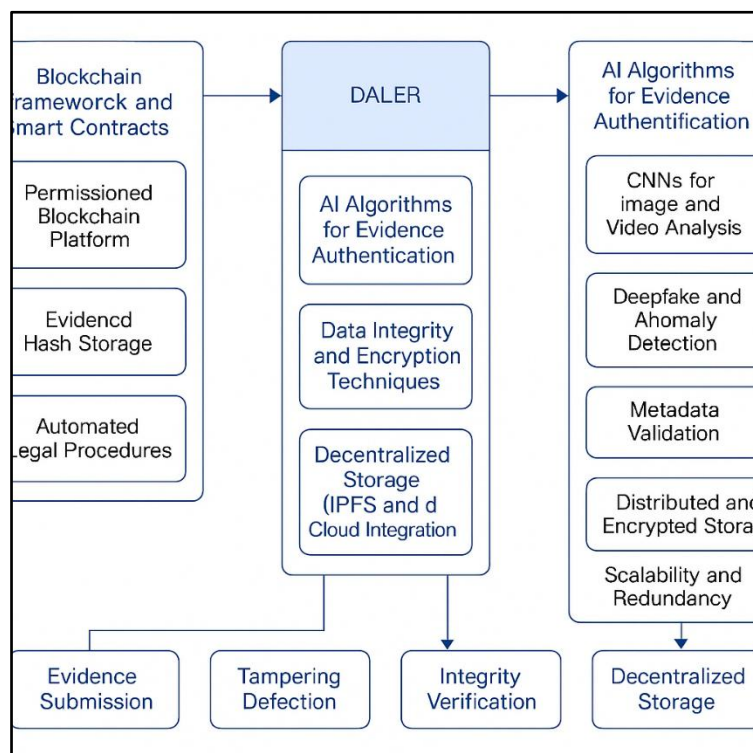 Blockchain
frameworck and
Smart Contracts
Permissioned
Blockchain
Platform
Evidencd
Hash Storage
Automated
Legal Procedures
DALER
AI Algorithms
for Evidence
Authentication
Data Integrity
and Encryption
Techniques
Decentralized
Storage
(IPFS and d
Cloud Integration
AI Algorithms
for Evidence
Authentification
CNNs for
image and
Video Analysis
Deepfake and
Ahomaly
Detection
Metadata
Validation
Distributed and
Encrypted Stora
Scalability and
Redundancy
Evidence
Submission
Tampering
Defection
Integrity
Verification
Decentralized
Storage